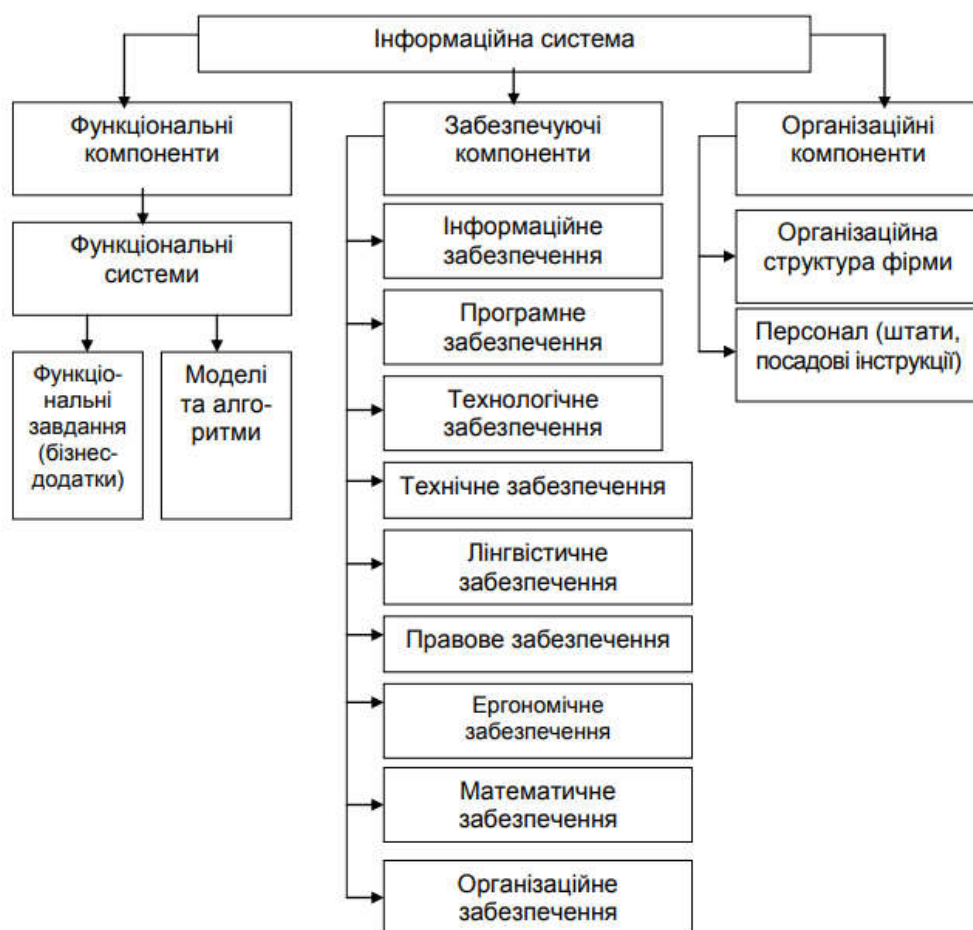 Інформаційна система
Функціональні
компоненти
Функціональні
системи
Функціо-
нальні
завдання
(бізнес-
додатки)
Моделі
та алго-
ритми
Забезпечуючі
компоненти
Інформаційне
забезпечення
Програмне
забезпечення
Технологічне
забезпечення
Технічне забезпечення
Лінгвістичне
забезпечення
Правове забезпечення
Ергономічне
забезпечення
Математичне
забезпечення
Організаційне
забезпечення
Організаційні
компоненти
Організаційна
структура фірми
Персонал (штати,
посадові інструкції)